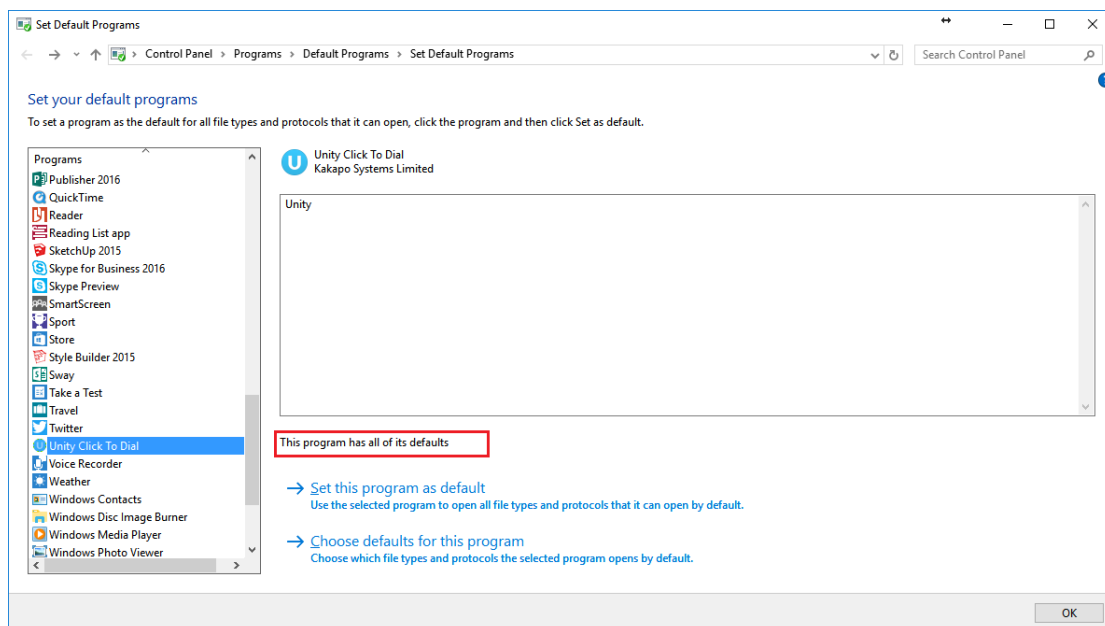 Set Default Programs
Control Panel > Programs > Default Programs > Set Default Programs
Search Control Panel
Set your default programs
To set a program as the default for all file types and protocols that it can open, click the program and then click Set as default.
Programs
Publisher 2016
QuickTime
Reader
Reading List app
SketchUp 2015
Skype for Business 2016
Skype Preview
SmartScreen
Sport
Store
Style Builder 2015
Sway
Take a Test
Travel
Twitter
Unity Click To Dial
Voice Recorder
Weather
Windows Contacts
Windows Disc Image Burner
Windows Media Player
Windows Photo Viewer
Unity Click To Dial
Kakapo Systems Limited
Unity
This program has all of its defaults
Set this program as default
Use the selected program to open all file types and protocols that it can open by default.
Choose defaults for this program
Choose which file types and protocols the selected program opens by default.
OK